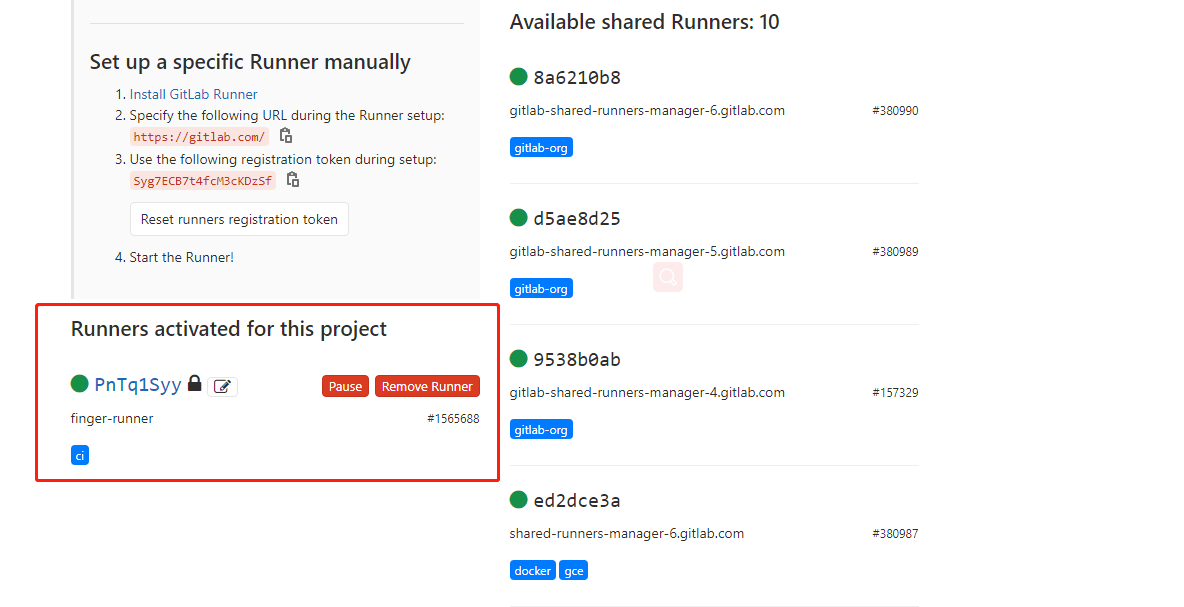 Set up a specific Runner manually
1. Install GitLab Runner
2. Specify the following URL during the Runner setup:
https://gitlab.com/
3. Use the following registration token during setup:
Syg7ECB7t4fcM3cKDzSf
Reset runners registration token
4. Start the Runner!
Runners activated for this project
PnTq1Syy
Pause
Remove Runner
finger-runner
#1565688
ci
Available shared Runners: 10
8a6210b8
gitlab-shared-runners-manager-6.gitlab.com
#380990
gitlab-org
d5ae8d25
gitlab-shared-runners-manager-5.gitlab.com
#380989
gitlab-org
9538b0ab
gitlab-shared-runners-manager-4.gitlab.com
#157329
gitlab-org
ed2dce3a
shared-runners-manager-6.gitlab.com
#380987
docker gce